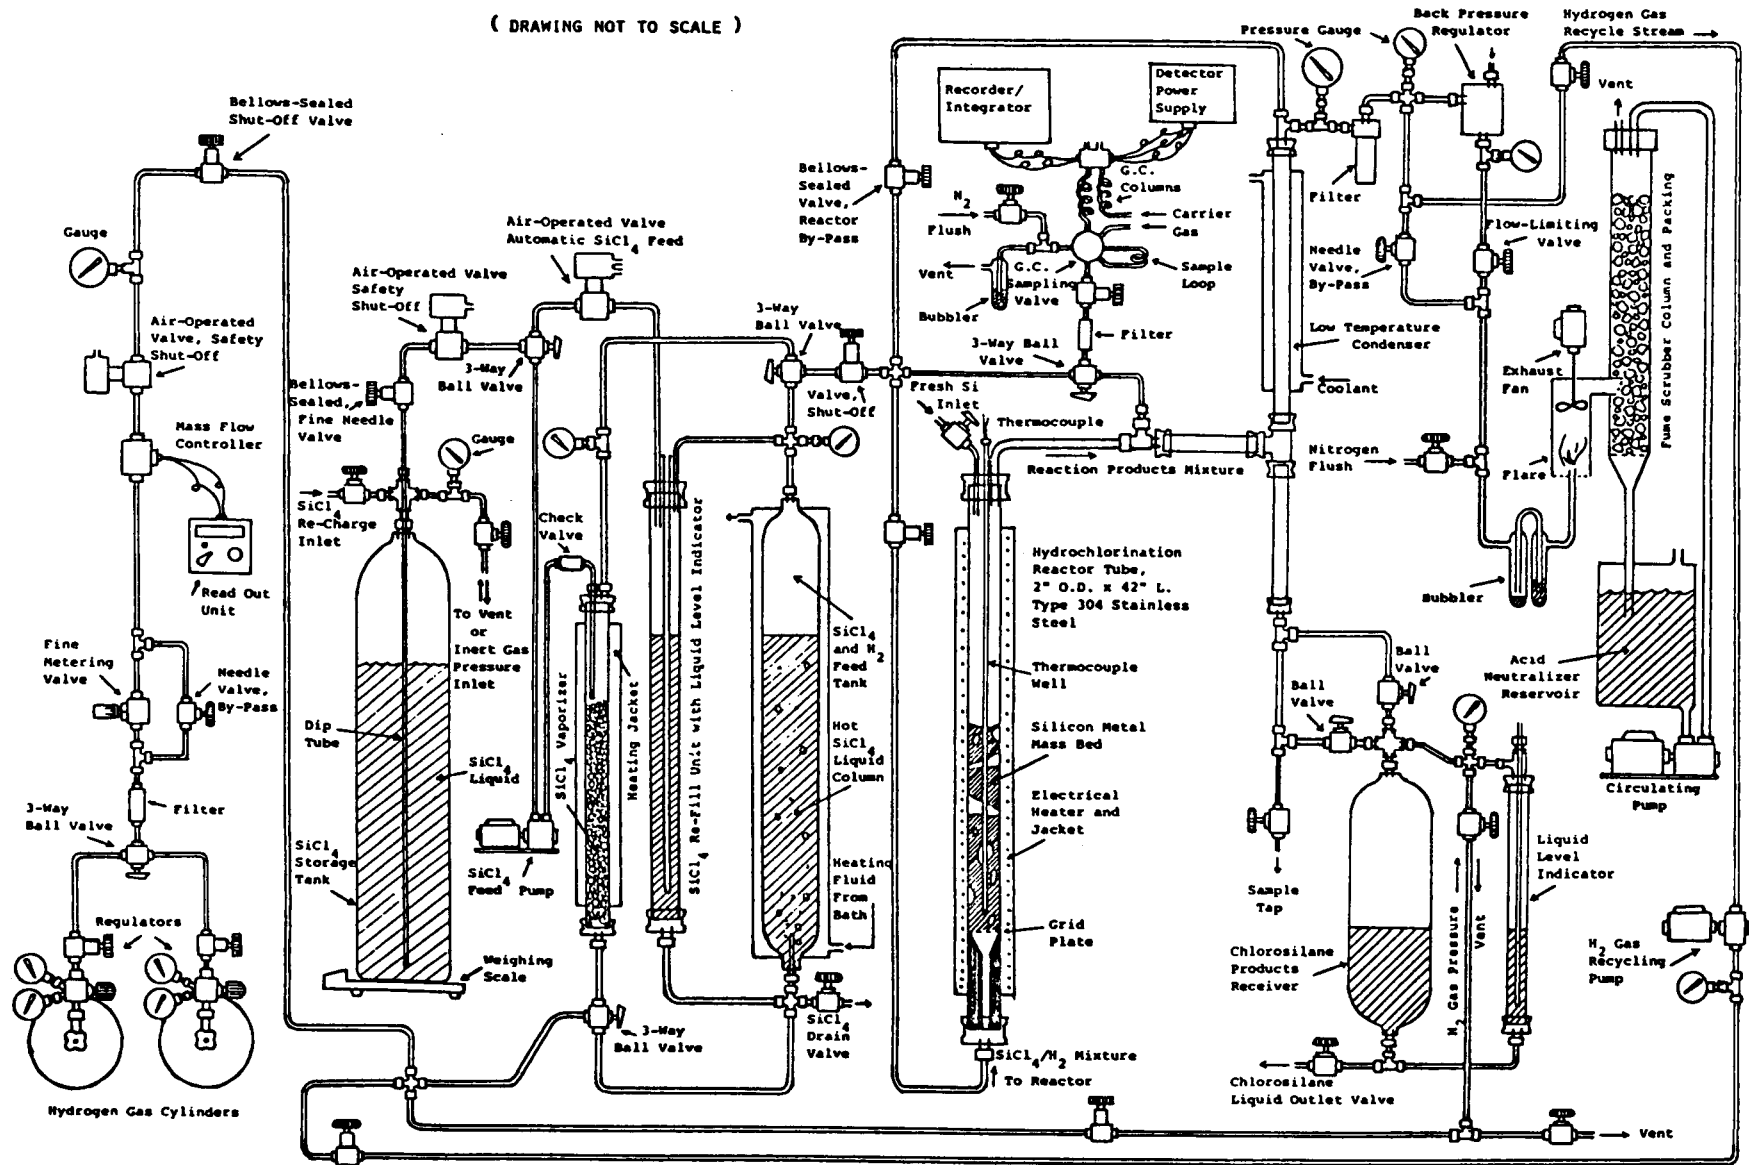 ( DRAWING NOT TO SCALE )
Bellows-Sealed
Shut-Off Valve
Gauge
Air-Operated
Valve, Safety
Shut-Off
Mass Flow
Controller
Read Out
Unit
Fine
Metering
Valve
Needle
Valve,
By-Pass
Filter
3-Way
Ball Valve
Regulators
Hydrogen Gas Cylinders
Air-Operated Valve
Automatic SiCl4 Feed
Air-Operated Valve
Safety
Shut-Off
3-Way
Ball Valve
Bellows-
Sealed,
Fine Needle
Valve
Gauge
SiCl4
Re-Charge
Inlet
Check
Valve
To Vent
or
Inert Gas
Pressure
Inlet
Dip
Tube
SiCl4
Liquid
SiCl4
Storage
Tank
Weighing
Scale
SiCl4
Feed Pump
SiCl4 Vaporizer
Heating Jacket
SiCl4 Re-Fill Unit with Liquid Level Indicator
3-Way
Ball Valve
Valve,
Shut-Off
SiCl4
and H2
Feed
Tank
Hot
SiCl4
Liquid
Column
Heating
Fluid
From
Bath
SiCl4
Drain
Valve
3-Way
Ball Valve
Bellows-
Sealed
Valve,
Reactor
By-Pass
Recorder/
Integrator
Detector
Power
Supply
G.C.
Columns
N2
Flush
Carrier
Gas
Vent
G.C.
Sampling
Valve
Sample
Loop
Bubbler
Filter
3-Way Ball
Valve
Fresh Si
Inlet
Thermocouple
Reaction Products Mixture
Hydrochlorination
Reactor Tube,
2" O.D. x 42" L.
Type 304 Stainless
Steel
Thermocouple
Well
Silicon Metal
Mass Bed
Electrical
Heater and
Jacket
Grid
Plate
SiCl4/H2 Mixture
To Reactor
Pressure Gauge
Back Pressure
Regulator
Hydrogen Gas
Recycle Stream
Vent
Filter
Flow-Limiting
Valve
Needle
Valve,
By-Pass
Low Temperature
Condenser
Coolant
Exhaust
Fan
Fume Scrubber Column and Packing
Nitrogen
Flush
Flare
Bubbler
Acid
Neutralizer
Reservoir
Circulating
Pump
Ball
Valve
Ball
Valve
Sample
Tap
Liquid
Level
Indicator
Chlorosilane
Products
Receiver
N2 Gas Pressure
Vent
H2 Gas
Recycling
Pump
Chlorosilane
Liquid Outlet Valve
Vent